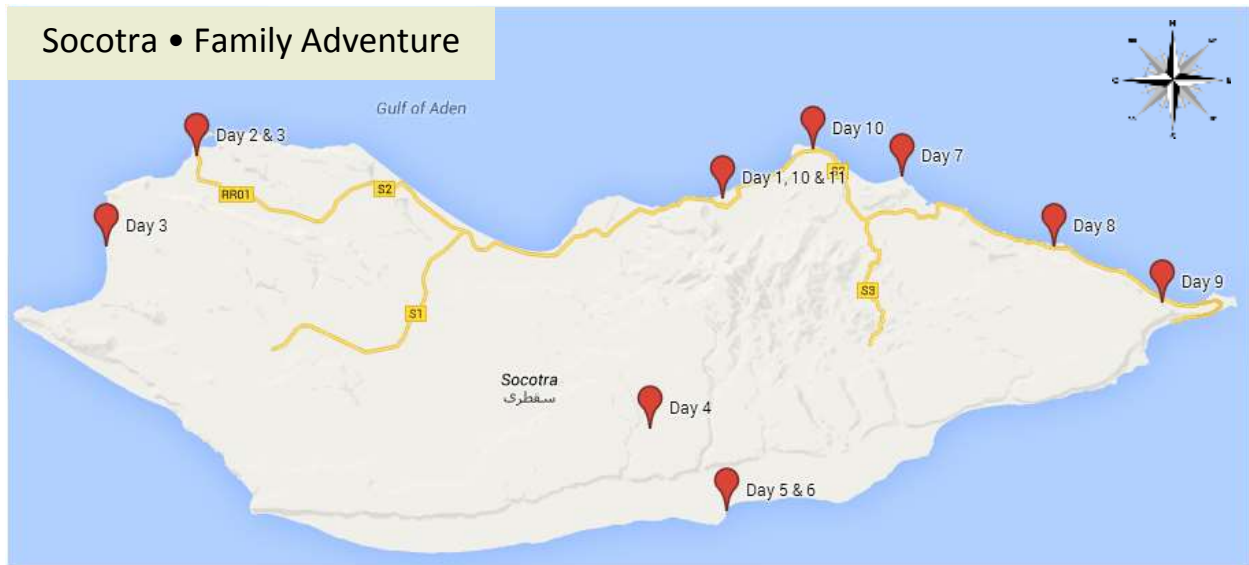 Socotra • Family Adventure
N
Gulf of Aden
Day 2 & 3
Day 10
Day 7
RR01
S2
S2
Day 1, 10 & 11
Day 3
Day 8
Day 9
S3
S1
Socotra
سقطرى
Day 4
Day 5 & 6